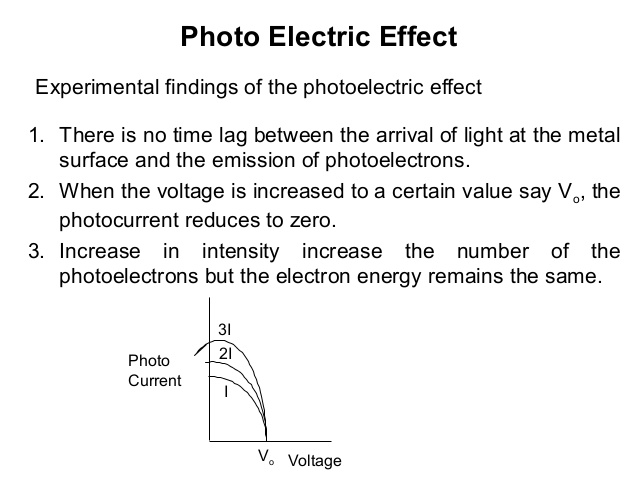 Photo Electric Effect
Experimental findings of the photoelectric effect
1. There is no time lag between the arrival of light at the metal
surface and the emission of photoelectrons.
2. When the voltage is increased to a certain value say Vo, the
photocurrent reduces to zero.
3. Increase in intensity increase the number of the
photoelectrons but the electron energy remains the same.
3I
2I
Photo
Current
I
Vo Voltage